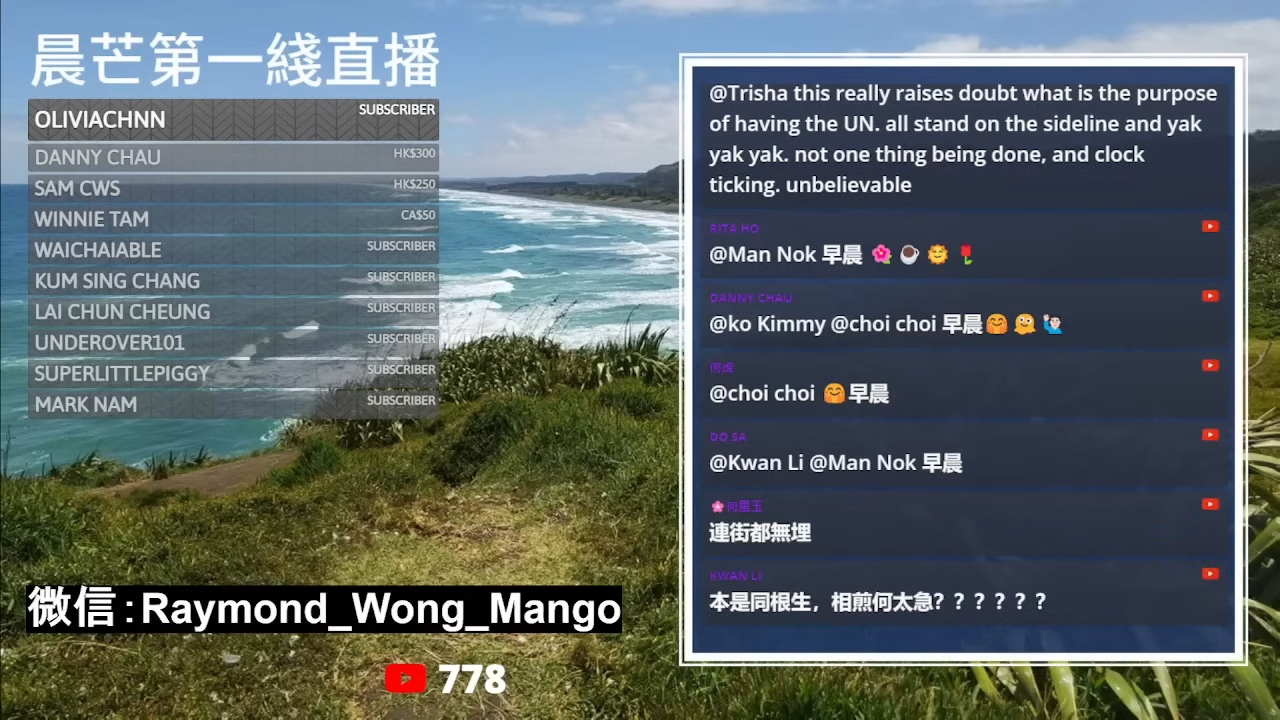 晨芒第一綫直播
OLIVIACHNN SUBSCRIBER
DANNY CHAU HK$300
SAM CWS HK$250
WINNIE TAM CA$50
WAICHAIABLE SUBSCRIBER
KUM SING CHANG SUBSCRIBER
LAI CHUN CHEUNG SUBSCRIBER
UNDEROVER101 SUBSCRIBER
SUPERLITTLEPIGGY SUBSCRIBER
MARK NAM SUBSCRIBER
微信:Raymond_Wong_Mango
778
@Trisha this really raises doubt what is the purpose
of having the UN. all stand on the sideline and yak
yak yak. not one thing being done, and clock
ticking. unbelievable
RITA HO
@Man Nok 早晨 🌺 ☕ 🌞 🌷
DANNY CHAU
@ko Kimmy @choi choi 早晨🤗 🫠 🙋🏻‍♂️
@choi choi 🤗早晨
DO SA
@Kwan Li @Man Nok 早晨
🌸何里玉
連街都無埋
KWAN LI
本是同根生，相煎何太急? ? ? ? ? ?